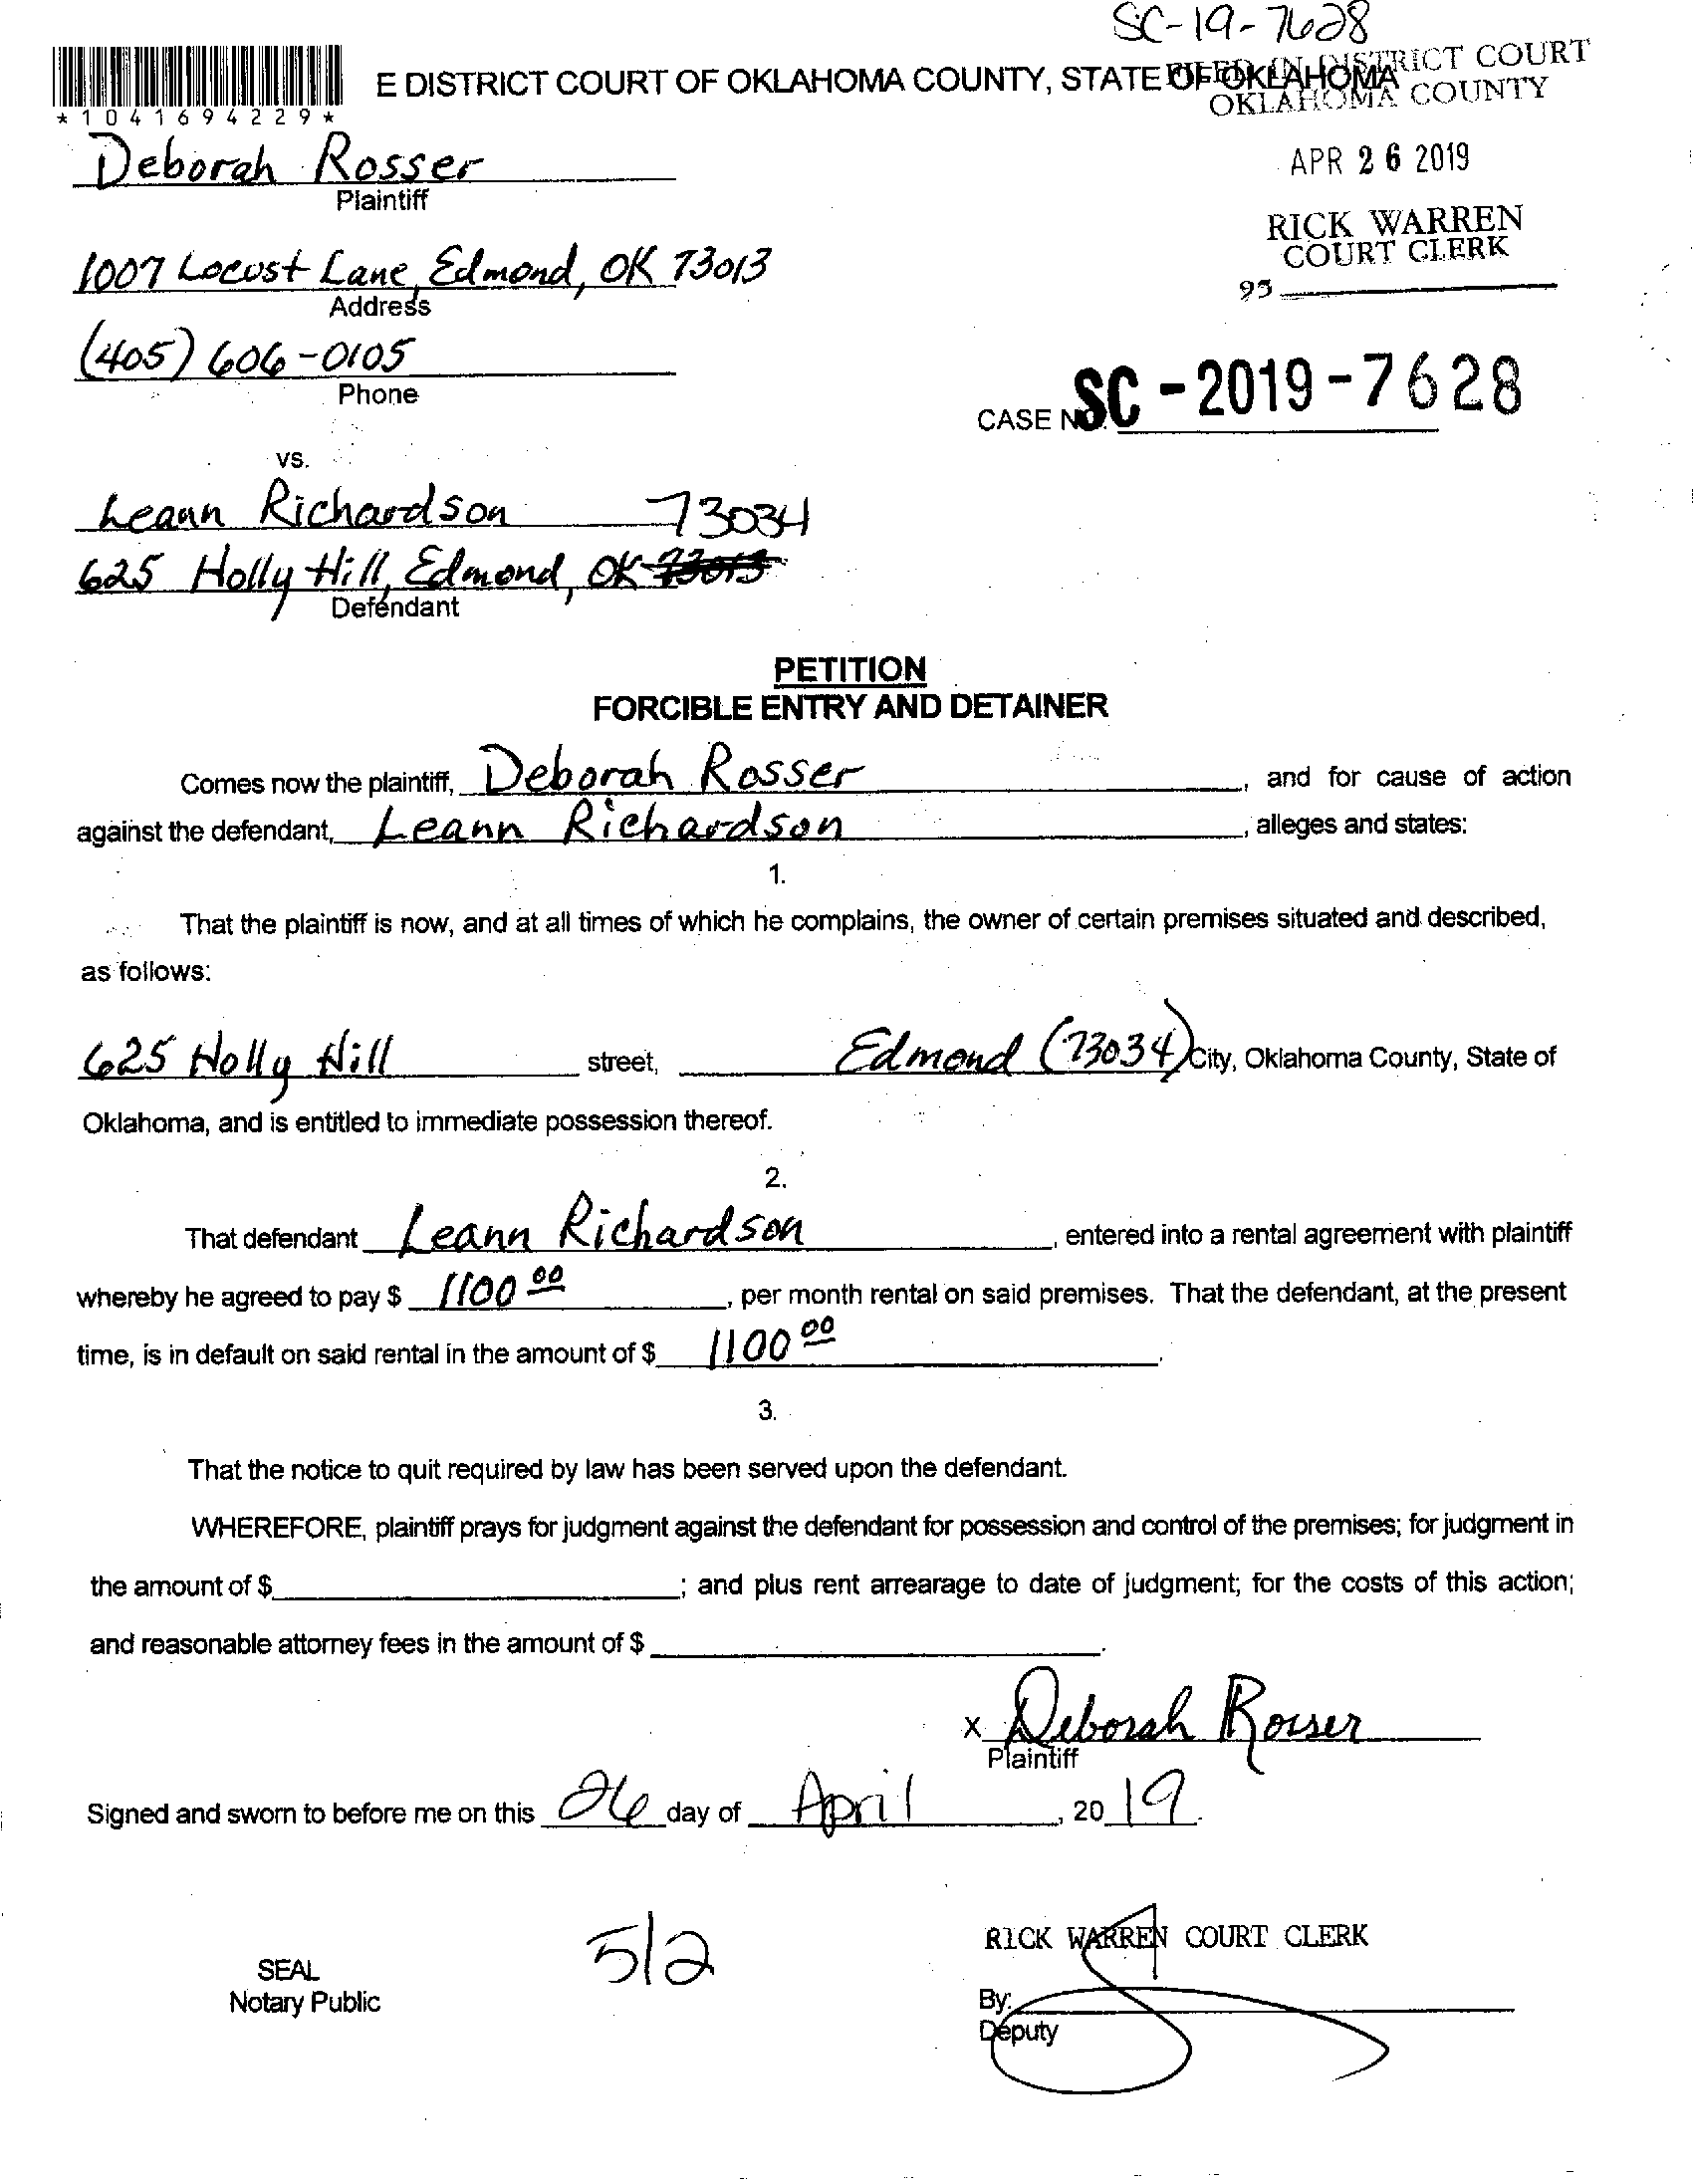 SC-19-7628
E DISTRICT COURT OF OKLAHOMA COUNTY, STATE OF OKLAHOMA
FILED IN DISTRICT COURT
OKLAHOMA COUNTY
*1041694229*
Deborah Rosser
Plaintiff
APR 26 2019
RICK WARREN
COURT CLERK
1007 Locust Lane, Edmond, OK 73013
Address
95
(405) 606-0105
Phone
CASE NO. SC-2019-7628
vs.
Leann Richardson 73034
625 Holly Hill, Edmond, OK 73013
Defendant
PETITION
FORCIBLE ENTRY AND DETAINER
Comes now the plaintiff, Deborah Rosser, and for cause of action
against the defendant, Leann Richardson, alleges and states:
1.
That the plaintiff is now, and at all times of which he complains, the owner of certain premises situated and described,
as follows:
625 Holly Hill street, Edmond (73034) City, Oklahoma County, State of
Oklahoma, and is entitled to immediate possession thereof.
2.
That defendant Leann Richardson, entered into a rental agreement with plaintiff
whereby he agreed to pay $ 1100 00, per month rental on said premises. That the defendant, at the present
time, is in default on said rental in the amount of $ 1100 00.
3.
That the notice to quit required by law has been served upon the defendant.
WHEREFORE, plaintiff prays for judgment against the defendant for possession and control of the premises; for judgment in
the amount of $ ; and plus rent arrearage to date of judgment; for the costs of this action;
and reasonable attorney fees in the amount of $ .
x Deborah Rosser
Plaintiff
Signed and sworn to before me on this 26 day of April, 20 19.
5/2
RICK WARREN COURT CLERK
SEAL
Notary Public
By:
Deputy